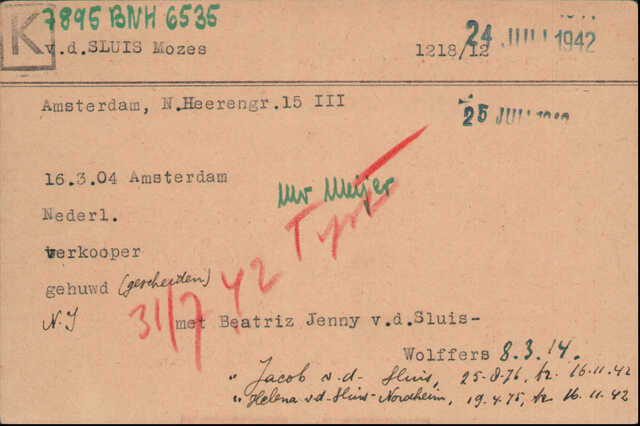 7895 BNH 6535
K
v.d.SLUIS Mozes 1218/12 24 JULI 1942
Amsterdam, N.Heerengr.15 III
25 JULI
16.3.04 Amsterdam
Mr Meijer
Nederl.
verkooper
gehuwd (gescheiden)
31/7 42
N.I met Beatriz Jenny v.d.Sluis-
Wolffers 8.3.14.
" Jacob v.d. Sluis, 25-8-76, tr. 16.11.42
" Helena v.d. Sluis-Nordheim, 19.4.75, tr. 16.11.42